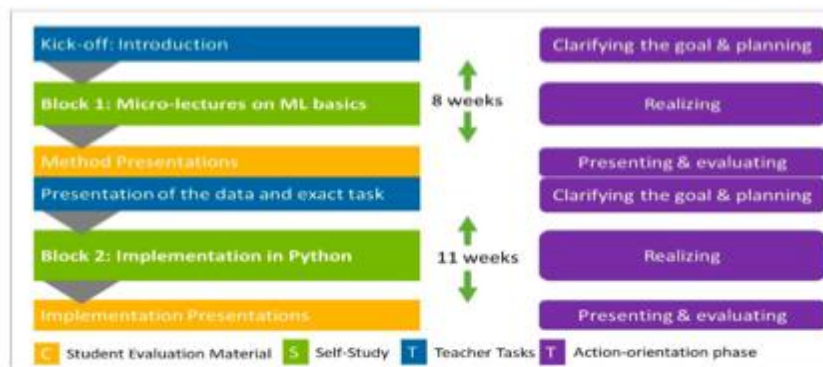 Kick-off: Introduction
Clarifying the goal & planning
Block 1: Micro-lectures on ML basics
8 weeks
Realizing
Method Presentations
Presenting & evaluating
Presentation of the data and exact task
Clarifying the goal & planning
Block 2: Implementation in Python
11 weeks
Realizing
Implementation Presentations
Presenting & evaluating
C Student Evaluation Material S Self-Study T Teacher Tasks T Action-orientation phase